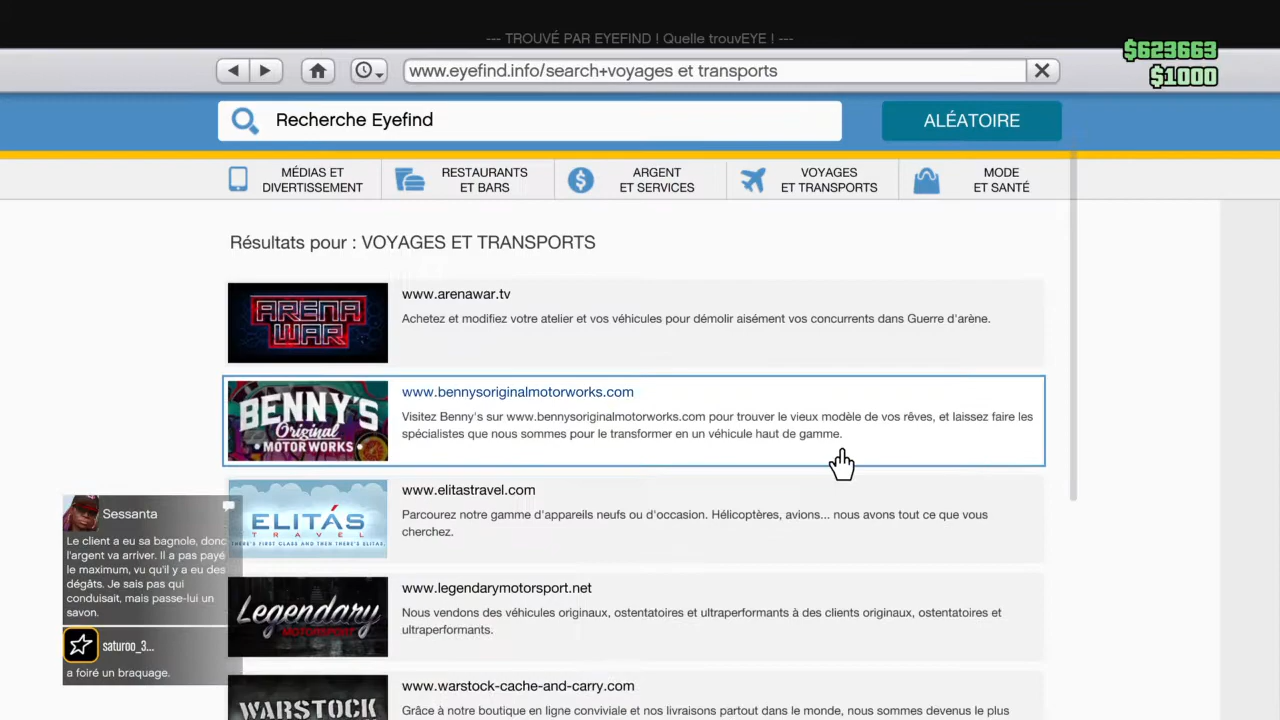 --- TROUVÉ PAR EYEFIND ! Quelle trouvEYE ! ---
$623663
$1000
www.eyefind.info/search+voyages et transports
Recherche Eyefind
ALÉATOIRE
MÉDIAS ET
DIVERTISSEMENT
RESTAURANTS
ET BARS
ARGENT
ET SERVICES
VOYAGES
ET TRANSPORTS
MODE
ET SANTÉ
Résultats pour : VOYAGES ET TRANSPORTS
ARENA
WAR
www.arenawar.tv
Achetez et modifiez votre atelier et vos véhicules pour démolir aisément vos concurrents dans Guerre d'arène.
BENNY'S
Original
MOTOR WORKS
www.bennysoriginalmotorworks.com
Visitez Benny's sur www.bennysoriginalmotorworks.com pour trouver le vieux modèle de vos rêves, et laissez faire les
spécialistes que nous sommes pour le transformer en un véhicule haut de gamme.
ELITÁS
TRAVEL
THERE'S FIRST CLASS AND THEN THERE'S ELITAS
www.elitastravel.com
Parcourez notre gamme d'appareils neufs ou d'occasion. Hélicoptères, avions... nous avons tout ce que vous
cherchez.
Legendary
MOTORSPORT
www.legendarymotorsport.net
Nous vendons des véhicules originaux, ostentatoires et ultraperformants à des clients originaux, ostentatoires et
ultraperformants.
WARSTOCK
www.warstock-cache-and-carry.com
Grâce à notre boutique en ligne conviviale et nos livraisons partout dans le monde, nous sommes devenus le plus
Sessanta
Le client a eu sa bagnole, donc
l'argent va arriver. Il a pas payé
le maximum, vu qu'il y a eu des
dégâts. Je sais pas qui
conduisait, mais passe-lui un
savon.
saturoo_3...
a foiré un braquage.